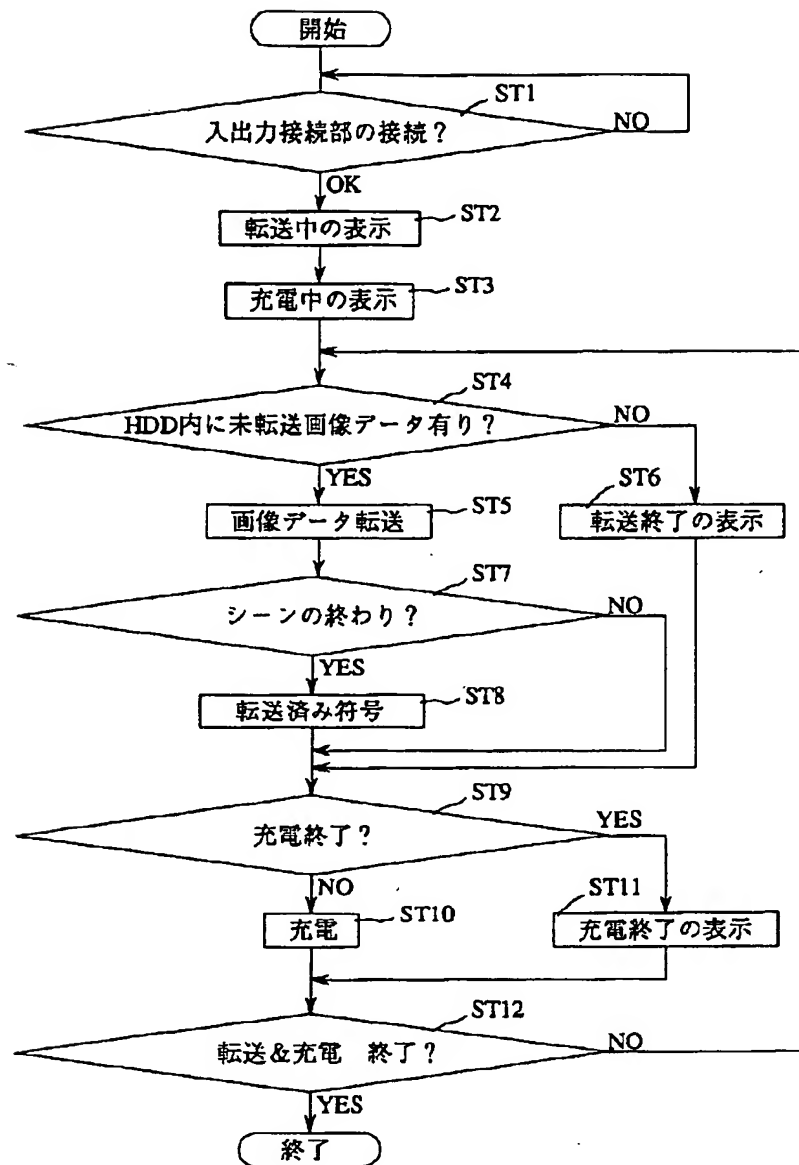 開始
ST1
入出力接続部の接続？
NO
OK
ST2
転送中の表示
ST3
充電中の表示
ST4
HDD内に未転送画像データ有り？
NO
YES
ST5
画像データ転送
ST6
転送終了の表示
ST7
シーンの終わり？
NO
YES
ST8
転送済み符号
ST9
充電終了？
YES
NO
ST10
充電
ST11
充電終了の表示
ST12
転送&充電　終了？
NO
YES
終了